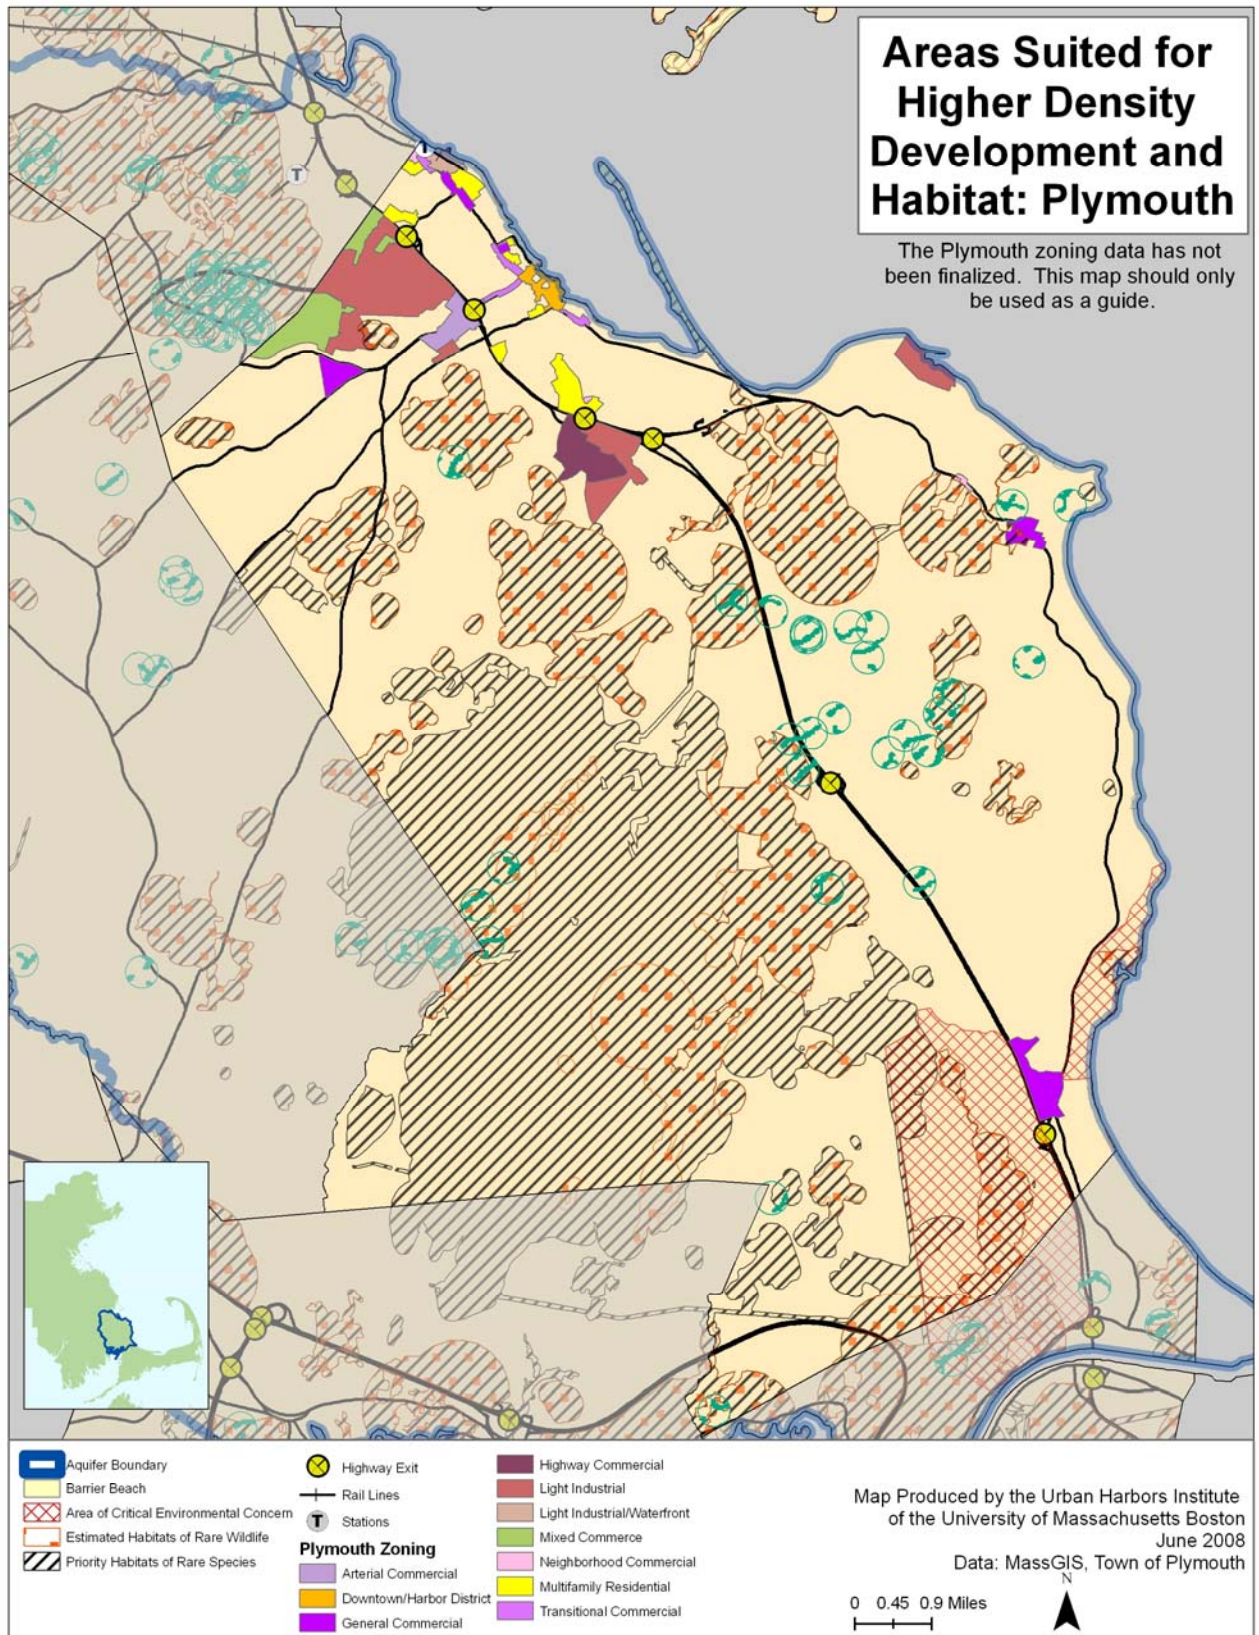 Areas Suited for
Higher Density
Development and
Habitat: Plymouth
The Plymouth zoning data has not
been finalized. This map should only
be used as a guide.
T
T
Aquifer Boundary
Barrier Beach
Area of Critical Environmental Concern
Estimated Habitats of Rare Wildlife
Priority Habitats of Rare Species
Highway Exit
Rail Lines
T Stations
Plymouth Zoning
Arterial Commercial
Downtown/Harbor District
General Commercial
Highway Commercial
Light Industrial
Light Industrial/Waterfront
Mixed Commerce
Neighborhood Commercial
Multifamily Residential
Transitional Commercial
Map Produced by the Urban Harbors Institute
of the University of Massachusetts Boston
June 2008
Data: MassGIS, Town of Plymouth
N
0 0.45 0.9 Miles